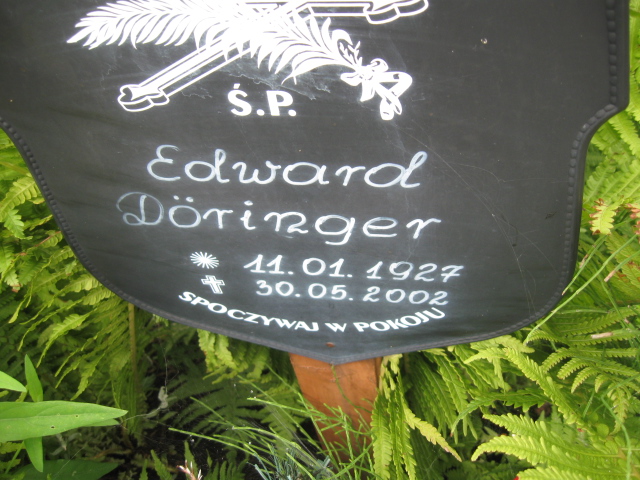 Ś.P.
Edward
Döringer
11.01.1927
30.05.2002
SPOCZYWAJ W POKOJU